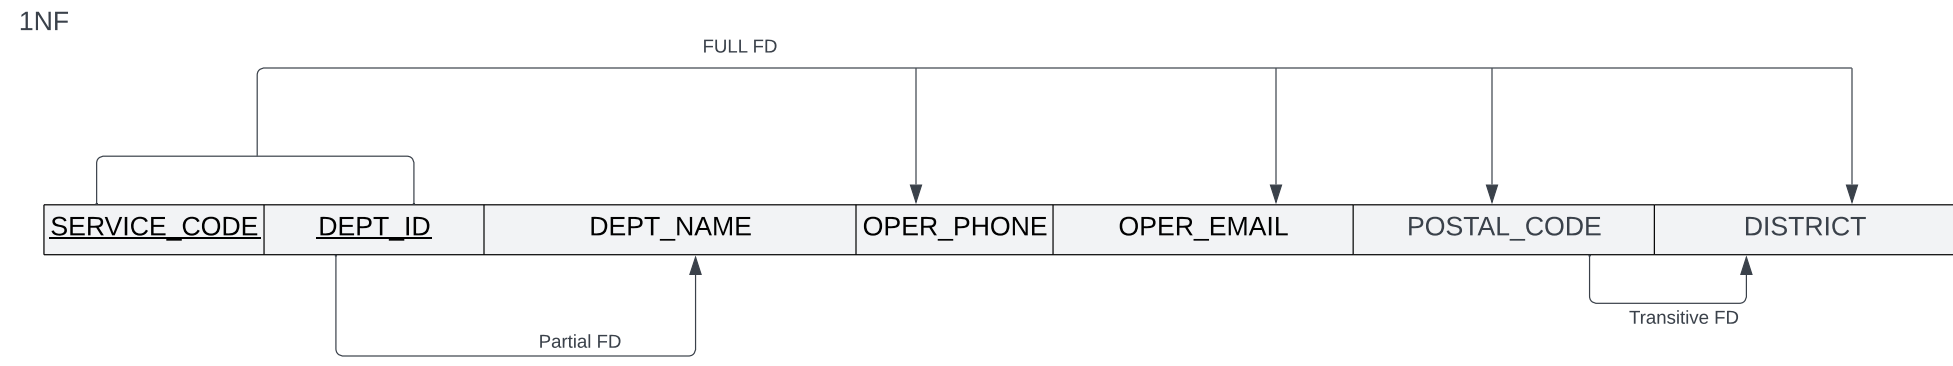 1NF
FULL FD
SERVICE_CODE DEPT_ID DEPT_NAME OPER_PHONE OPER_EMAIL POSTAL_CODE DISTRICT
Transitive FD
Partial FD